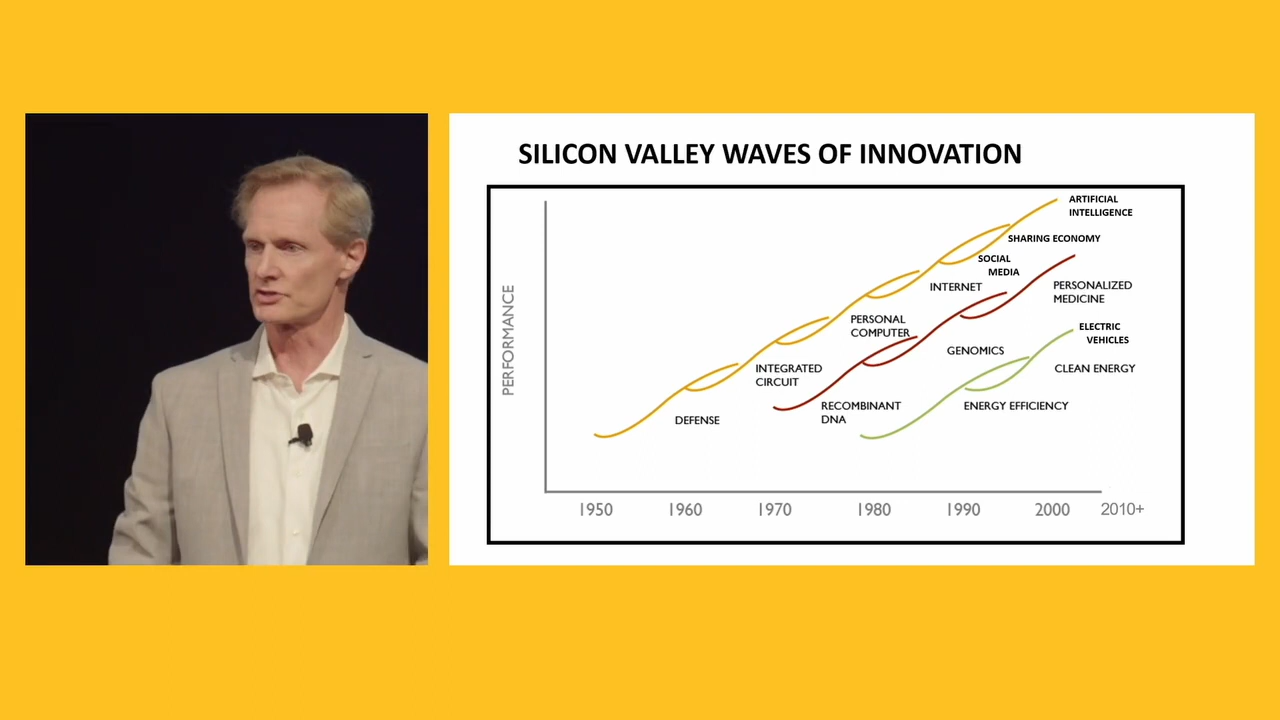 SILICON VALLEY WAVES OF INNOVATION
ARTIFICIAL
INTELLIGENCE
SHARING ECONOMY
SOCIAL
MEDIA
INTERNET
PERSONALIZED
MEDICINE
PERSONAL
COMPUTER
ELECTRIC
VEHICLES
GENOMICS
CLEAN ENERGY
INTEGRATED
CIRCUIT
RECOMBINANT
DNA
ENERGY EFFICIENCY
DEFENSE
PERFORMANCE
1950 1960 1970 1980 1990 2000 2010+